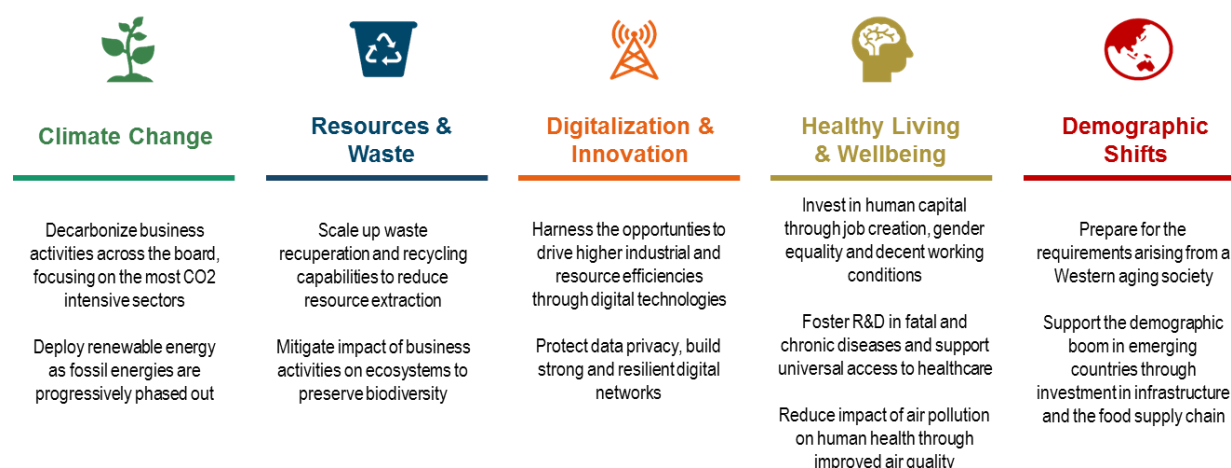 Climate Change
Decarbonize business
activities across the board,
focusing on the most CO2
intensive sectors
Deploy renewable energy
as fossil energies are
progressively phased out
Resources &
Waste
Scale up waste
recuperation and recycling
capabilities to reduce
resource extraction
Mitigate impact of business
activities on ecosystems to
preserve biodiversity
Digitalization &
Innovation
Harness the opportunties to
drive higher industrial and
resource efficiencies
through digital technologies
Protect data privacy, build
strong and resilient digital
networks
Healthy Living
& Wellbeing
Invest in human capital
through job creation, gender
equality and decent working
conditions
Foster R&D in fatal and
chronic diseases and support
universal access to healthcare
Reduce impact of air pollution
on human health through
improved air quality
Demographic
Shifts
Prepare for the
requirements arising from a
Western aging society
Support the demographic
boom in emerging
countries through
investment in infrastructure
and the food supply chain